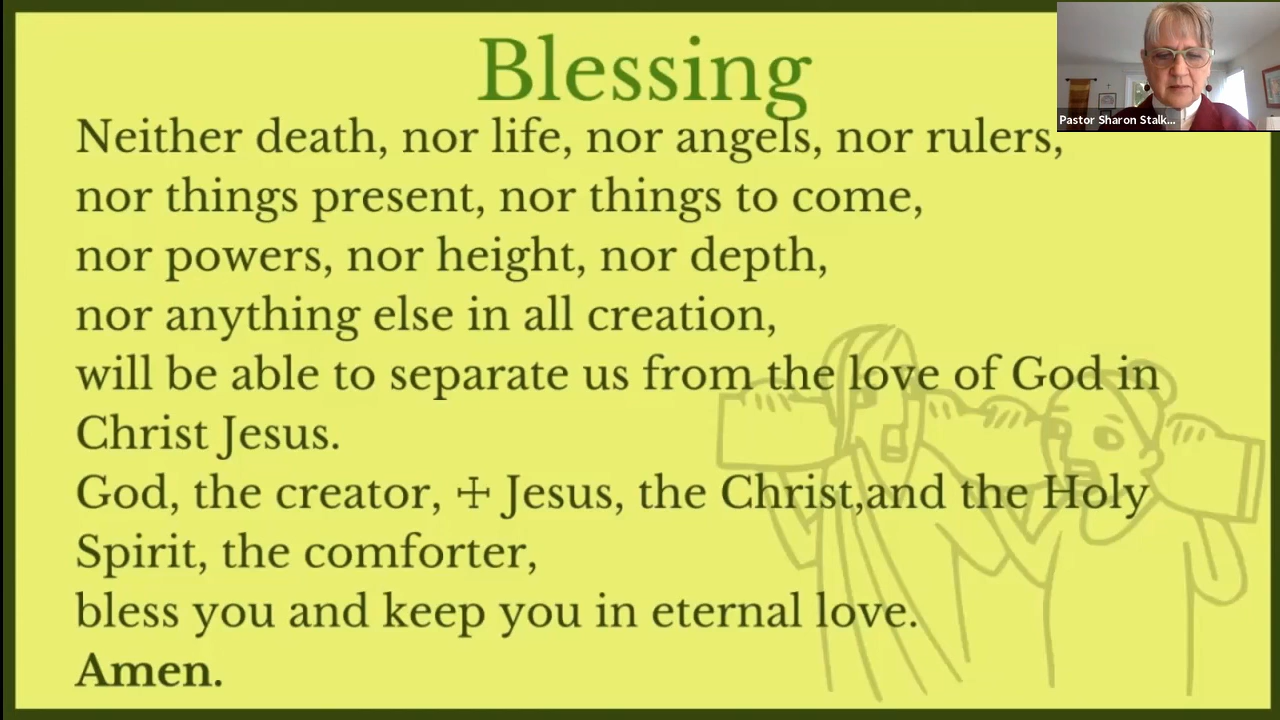 Blessing
Neither death, nor life, nor angels, nor rulers,
nor things present, nor things to come,
nor powers, nor height, nor depth,
nor anything else in all creation,
will be able to separate us from the love of God in
Christ Jesus.
God, the creator, ☩ Jesus, the Christ,and the Holy
Spirit, the comforter,
bless you and keep you in eternal love.
Amen.
Pastor Sharon Stalk...